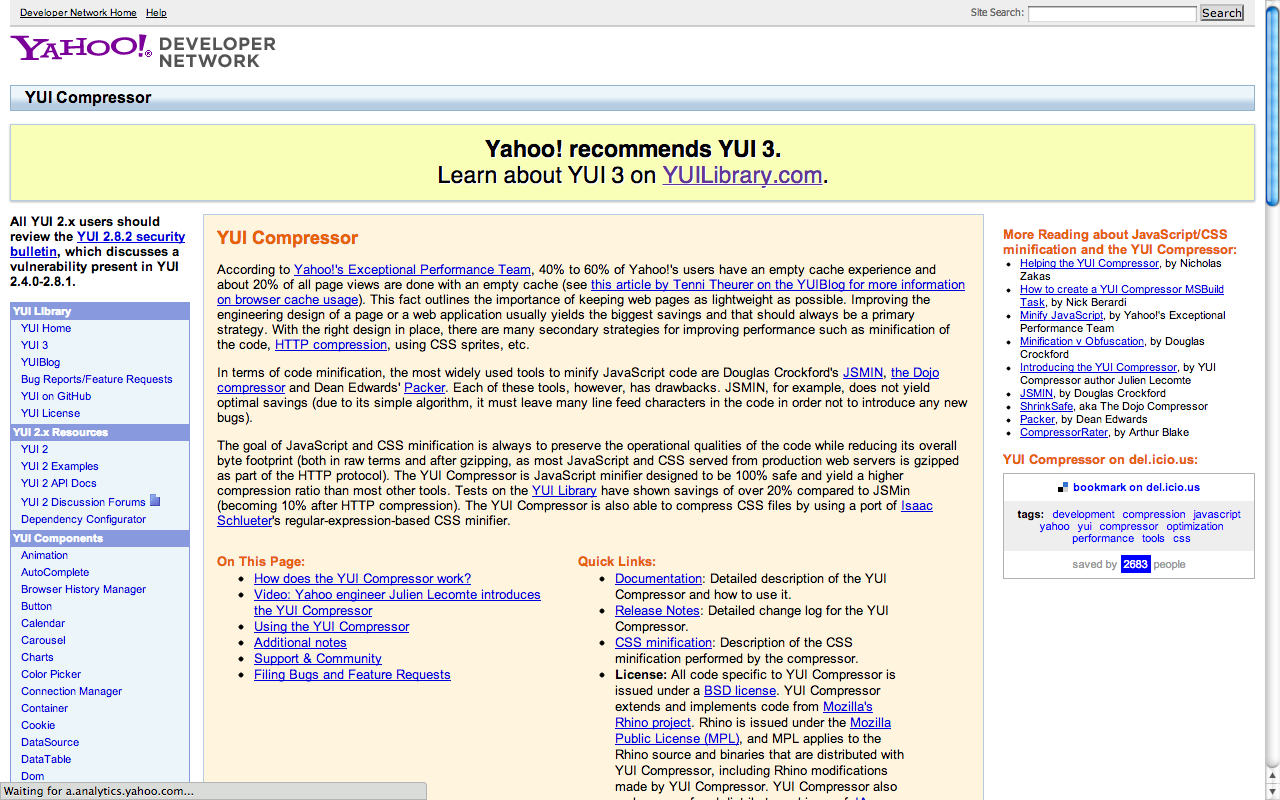 Developer Network Home Help
Site Search: Search
YAHOO!® DEVELOPER NETWORK
YUI Compressor
Yahoo! recommends YUI 3.
Learn about YUI 3 on YUILibrary.com.
All YUI 2.x users should
review the YUI 2.8.2 security
bulletin, which discusses a
vulnerability present in YUI
2.4.0-2.8.1.
YUI Library
YUI Home
YUI 3
YUIBlog
Bug Reports/Feature Requests
YUI on GitHub
YUI License
YUI 2.x Resources
YUI 2
YUI 2 Examples
YUI 2 API Docs
YUI 2 Discussion Forums
Dependency Configurator
YUI Components
Animation
AutoComplete
Browser History Manager
Button
Calendar
Carousel
Charts
Color Picker
Connection Manager
Container
Cookie
DataSource
DataTable
Dom
YUI Compressor
According to Yahoo!'s Exceptional Performance Team, 40% to 60% of Yahoo!'s users have an empty cache experience and
about 20% of all page views are done with an empty cache (see this article by Tenni Theurer on the YUIBlog for more information
on browser cache usage). This fact outlines the importance of keeping web pages as lightweight as possible. Improving the
engineering design of a page or a web application usually yields the biggest savings and that should always be a primary
strategy. With the right design in place, there are many secondary strategies for improving performance such as minification of
the code, HTTP compression, using CSS sprites, etc.
In terms of code minification, the most widely used tools to minify JavaScript code are Douglas Crockford's JSMIN, the Dojo
compressor and Dean Edwards' Packer. Each of these tools, however, has drawbacks. JSMIN, for example, does not yield
optimal savings (due to its simple algorithm, it must leave many line feed characters in the code in order not to introduce any new
bugs).
The goal of JavaScript and CSS minification is always to preserve the operational qualities of the code while reducing its overall
byte footprint (both in raw terms and after gzipping, as most JavaScript and CSS served from production web servers is gzipped
as part of the HTTP protocol). The YUI Compressor is JavaScript minifier designed to be 100% safe and yield a higher
compression ratio than most other tools. Tests on the YUI Library have shown savings of over 20% compared to JSMin
(becoming 10% after HTTP compression). The YUI Compressor is also able to compress CSS files by using a port of Isaac
Schlueter's regular-expression-based CSS minifier.
On This Page:
How does the YUI Compressor work?
Video: Yahoo engineer Julien Lecomte introduces
the YUI Compressor
Using the YUI Compressor
Additional notes
Support & Community
Filing Bugs and Feature Requests
Quick Links:
Documentation: Detailed description of the YUI
Compressor and how to use it.
Release Notes: Detailed change log for the YUI
Compressor.
CSS minification: Description of the CSS
minification performed by the compressor.
License: All code specific to YUI Compressor is
issued under a BSD license. YUI Compressor
extends and implements code from Mozilla's
Rhino project. Rhino is issued under the Mozilla
Public License (MPL), and MPL applies to the
Rhino source and binaries that are distributed with
YUI Compressor, including Rhino modifications
made by YUI Compressor. YUI Compressor also
More Reading about JavaScript/CSS
minification and the YUI Compressor:
Helping the YUI Compressor, by Nicholas
Zakas
How to create a YUI Compressor MSBuild
Task, by Nick Berardi
Minify JavaScript, by Yahoo!'s Exceptional
Performance Team
Minification v Obfuscation, by Douglas
Crockford
Introducing the YUI Compressor, by YUI
Compressor author Julien Lecomte
JSMIN, by Douglas Crockford
ShrinkSafe, aka The Dojo Compressor
Packer, by Dean Edwards
CompressorRater, by Arthur Blake
YUI Compressor on del.icio.us:
bookmark on del.icio.us
tags: development compression javascript
yahoo yui compressor optimization
performance tools css
saved by 2683 people
Waiting for a.analytics.yahoo.com...